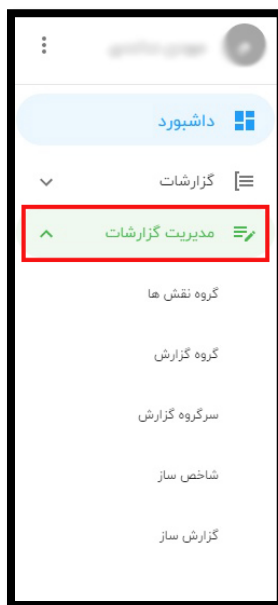 داشبورد
گزارشات
مدیریت گزارشات
گروه نقش ها
گروه گزارش
سرگروه گزارش
شاخص ساز
گزارش ساز